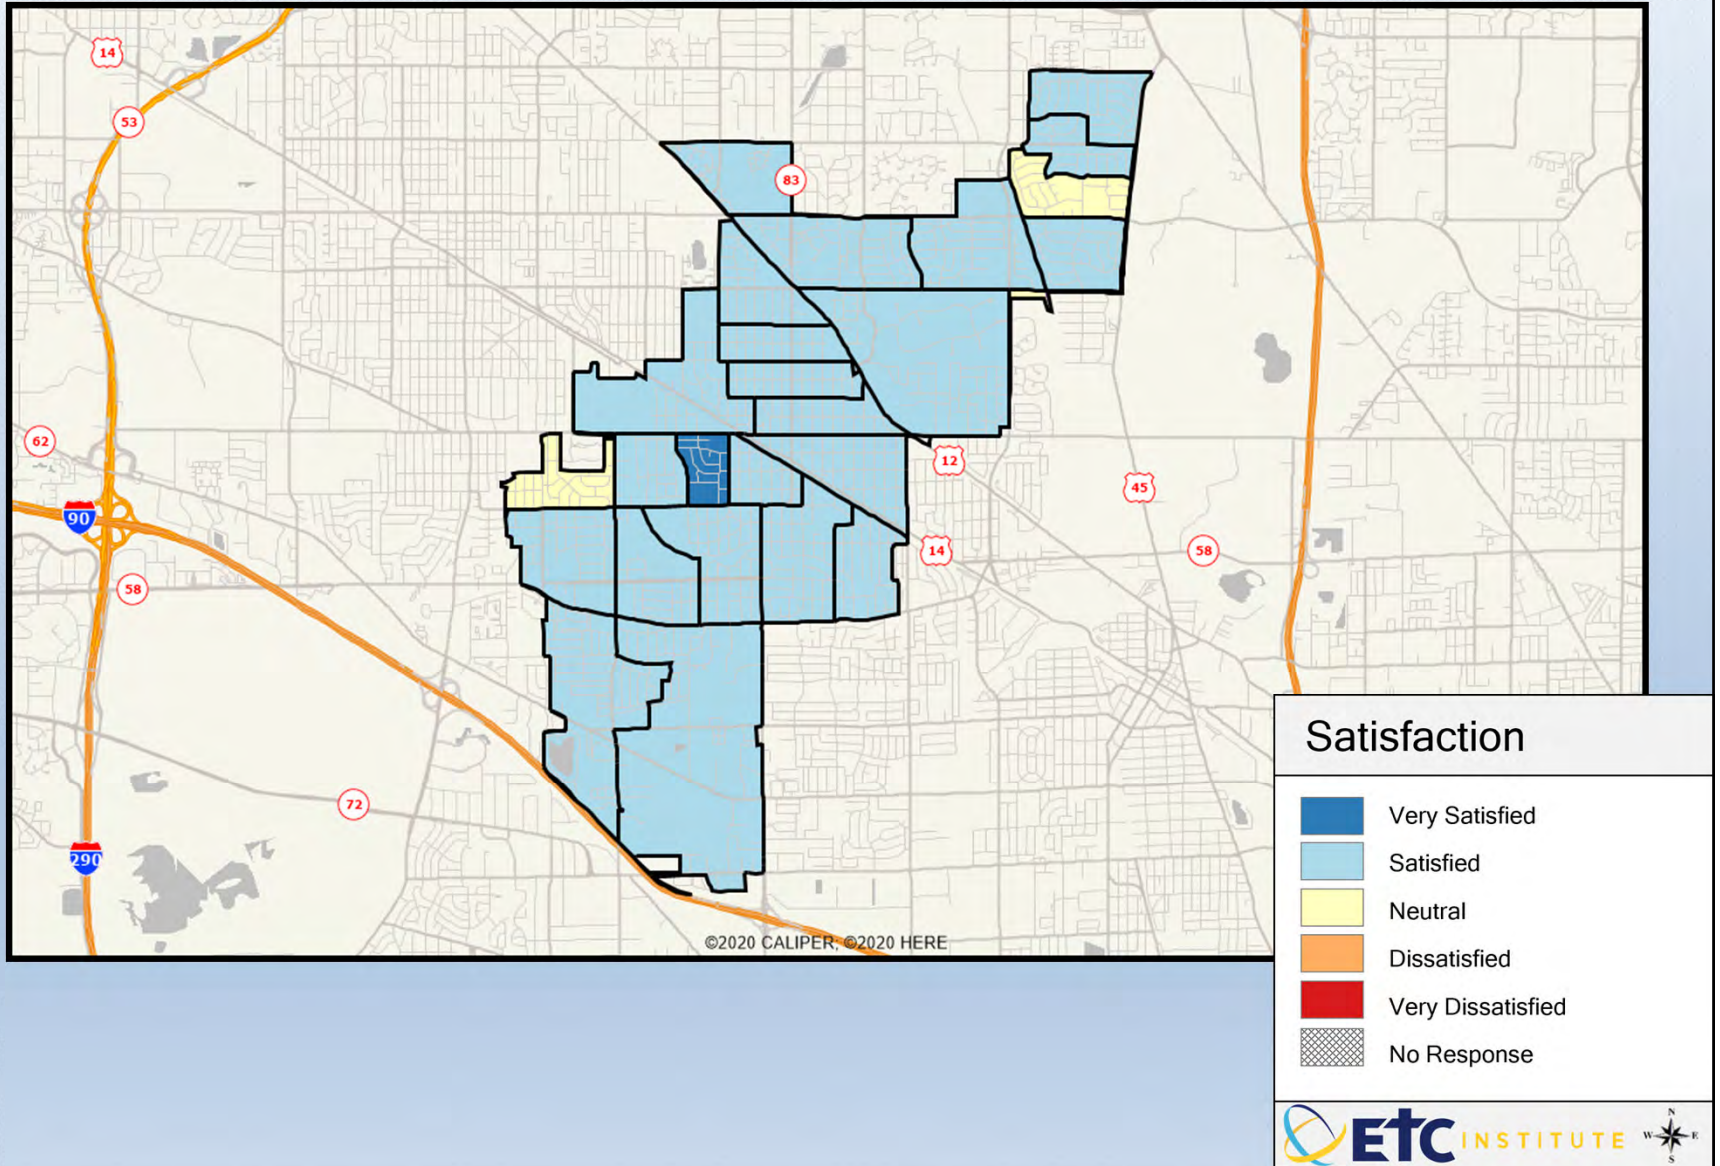 14
53
83
62
12
45
90
14
58
58
72
290
©2020 CALIPER; ©2020 HERE
Satisfaction
Very Satisfied
Satisfied
Neutral
Dissatisfied
Very Dissatisfied
No Response
N
W E
S
ETC INSTITUTE